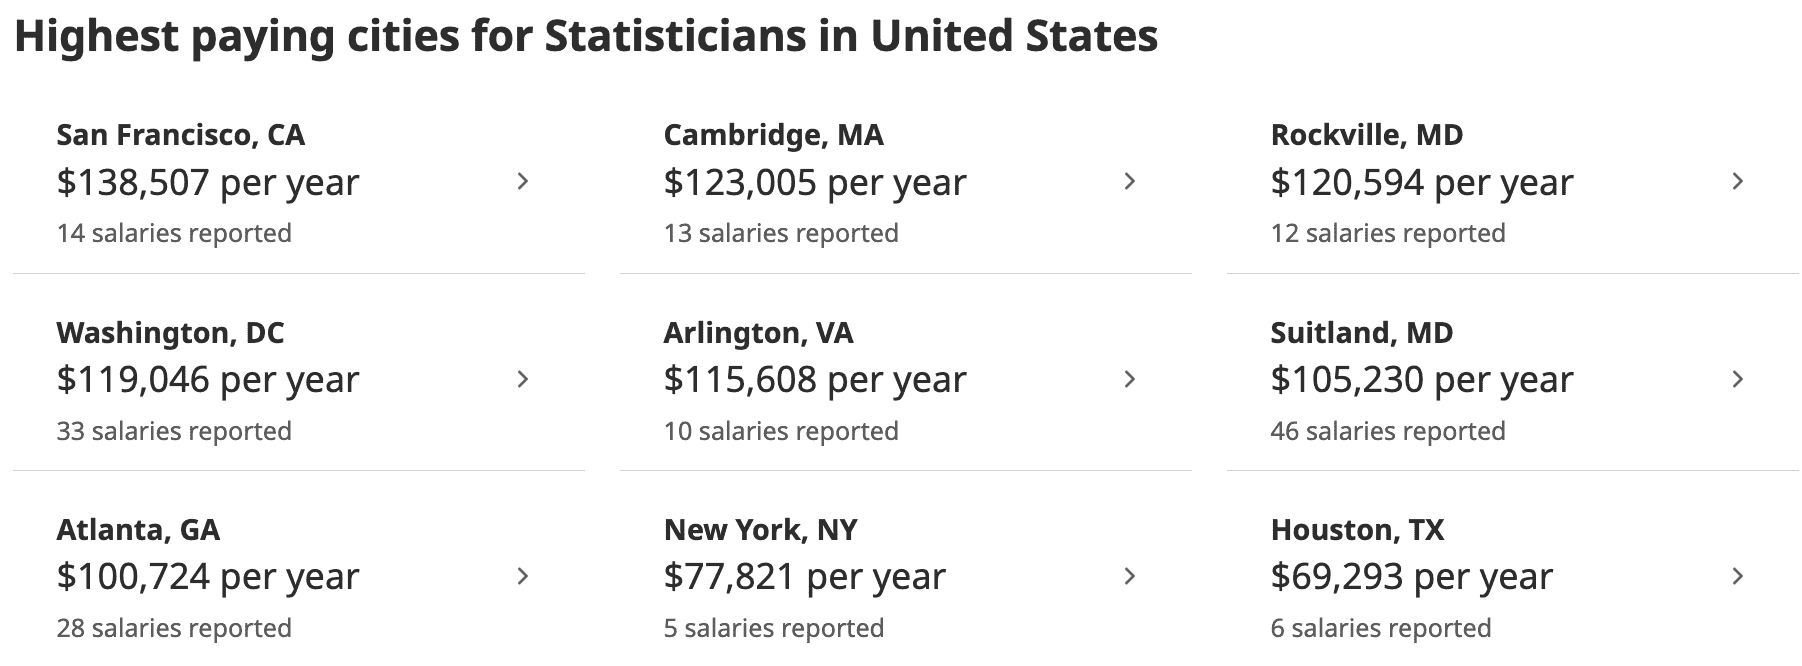 Highest paying cities for Statisticians in United States
San Francisco, CA
$138,507 per year
14 salaries reported
Cambridge, MA
$123,005 per year
13 salaries reported
Rockville, MD
$120,594 per year
12 salaries reported
Washington, DC
$119,046 per year
33 salaries reported
Arlington, VA
$115,608 per year
10 salaries reported
Suitland, MD
$105,230 per year
46 salaries reported
Atlanta, GA
$100,724 per year
28 salaries reported
New York, NY
$77,821 per year
5 salaries reported
Houston, TX
$69,293 per year
6 salaries reported